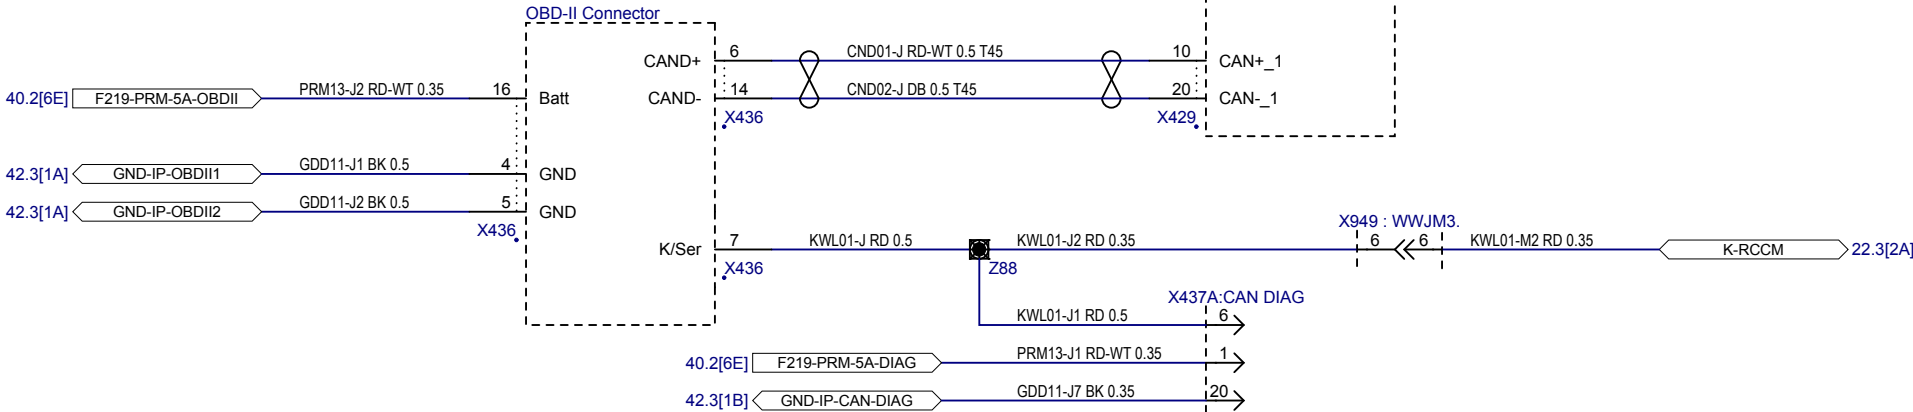 OBD-II Connector
CAND+
6
CND01-J RD-WT 0.5 T45
10
CAN+_1
40.2[6E]
F219-PRM-5A-OBDII
PRM13-J2 RD-WT 0.35
16
Batt
CAND-
14
CND02-J DB 0.5 T45
20
CAN-_1
X436
X429
42.3[1A]
GND-IP-OBDII1
GDD11-J1 BK 0.5
4
GND
42.3[1A]
GND-IP-OBDII2
GDD11-J2 BK 0.5
5
GND
X436
X949 : WWJM3.
K/Ser
7
KWL01-J RD 0.5
KWL01-J2 RD 0.35
6
6
KWL01-M2 RD 0.35
K-RCCM
22.3[2A]
X436
Z88
X437A:CAN DIAG
KWL01-J1 RD 0.5
6
40.2[6E]
F219-PRM-5A-DIAG
PRM13-J1 RD-WT 0.35
1
42.3[1B]
GND-IP-CAN-DIAG
GDD11-J7 BK 0.35
20